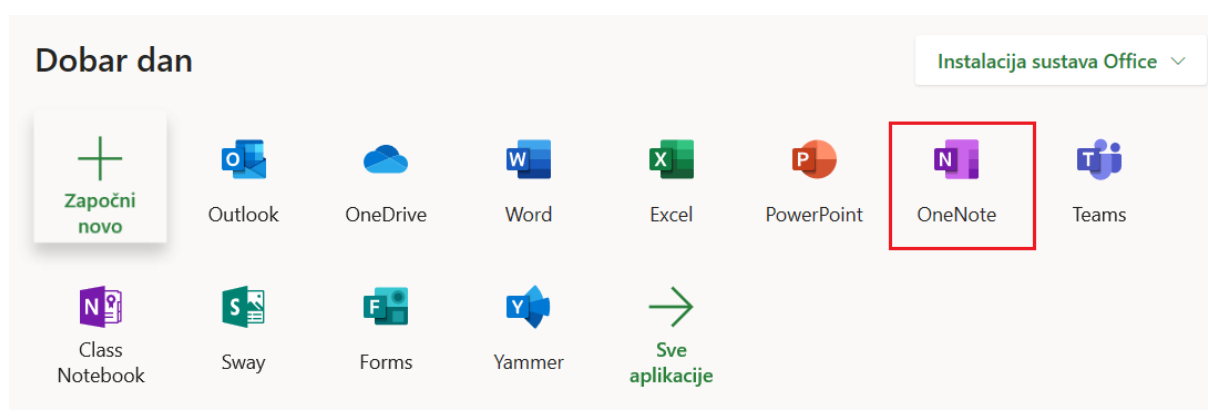 Dobar dan
Instalacija sustava Office
Započni
novo
Outlook
OneDrive
Word
Excel
PowerPoint
OneNote
Teams
Class
Notebook
Sway
Forms
Yammer
Sve
aplikacije